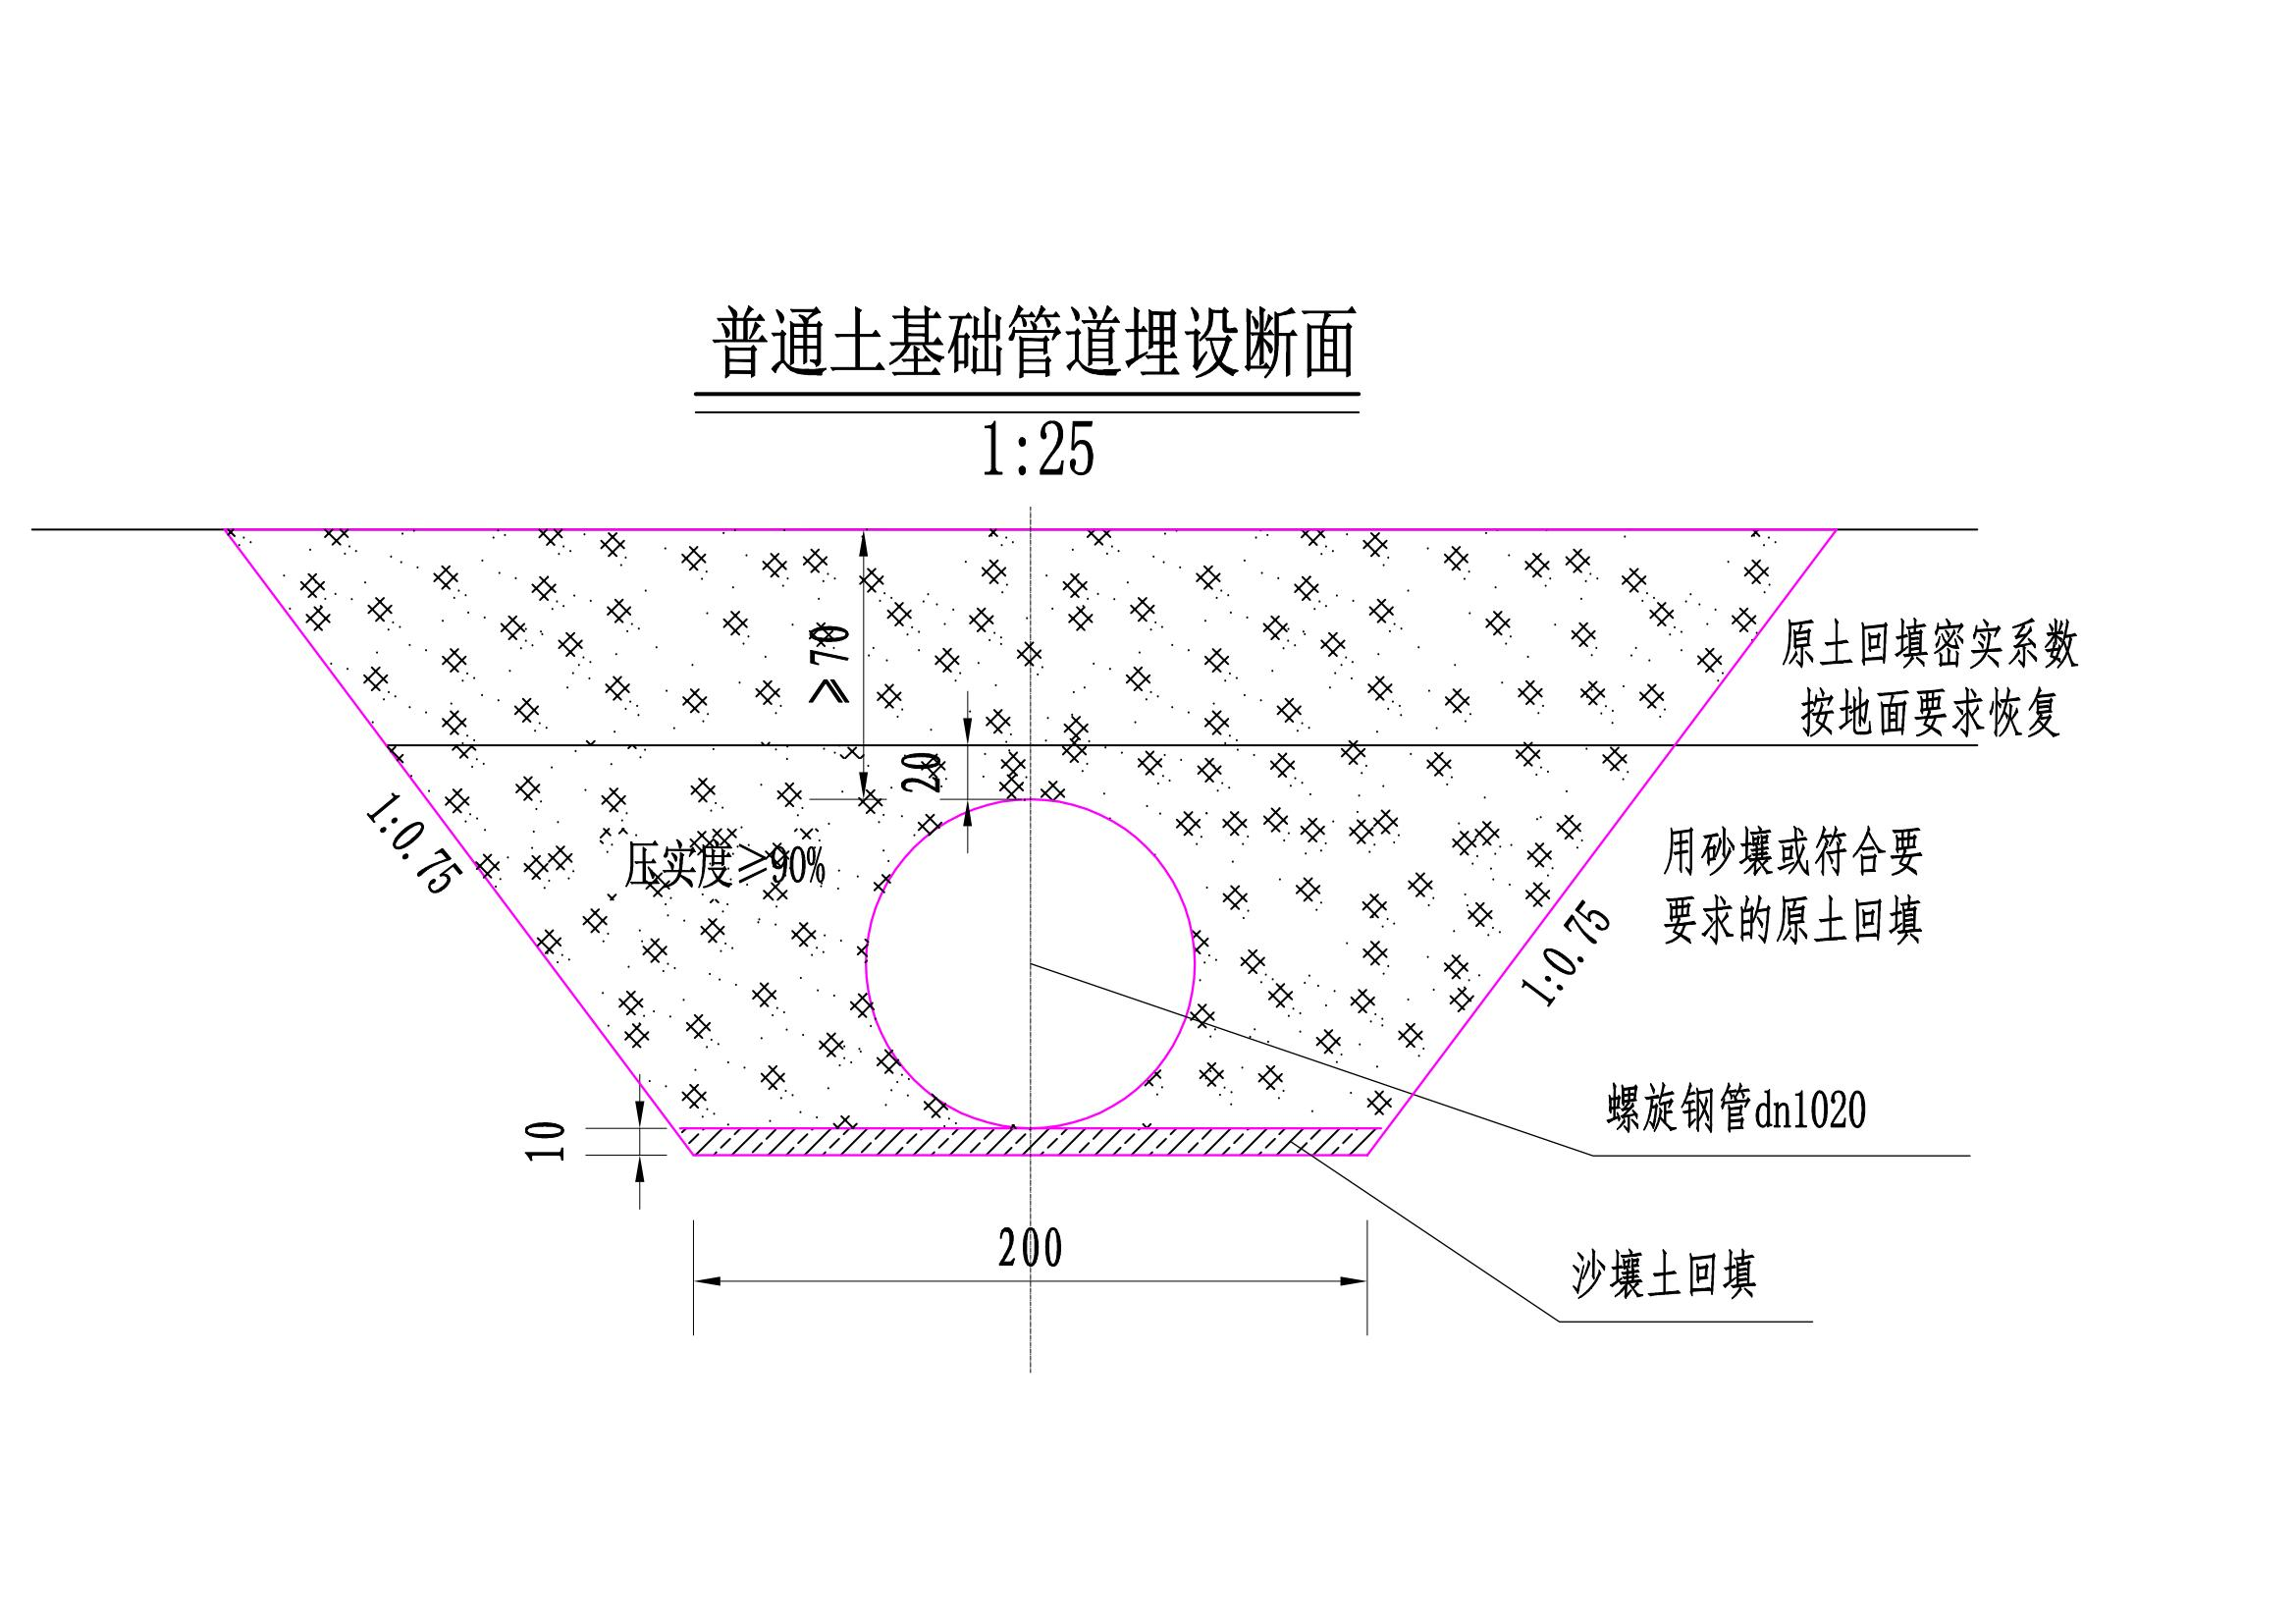 普通土基础管道埋设断面
1:25
≥70
原土回填密实系数
按地面要求恢复
20
1:0.75
压实度≥90%
用砂壤或符合要
要求的原土回填
1:0.75
螺旋钢管dn1020
10
200
沙壤土回填